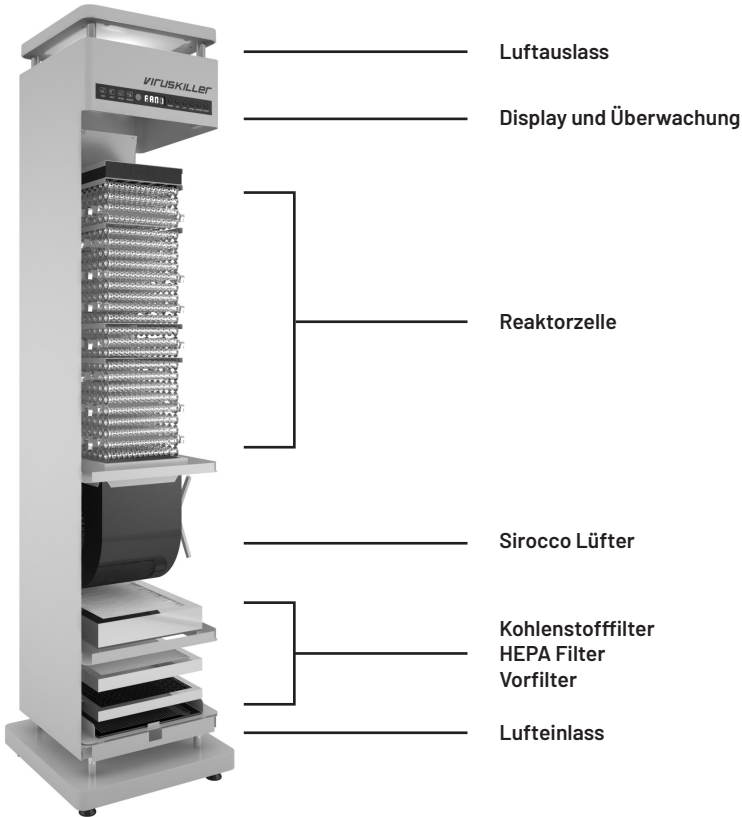 Luftauslass
VIRUSKILLER
Display und Überwachung
Reaktorzelle
Sirocco Lüfter
Kohlenstofffilter
HEPA Filter
Vorfilter
Lufteinlass